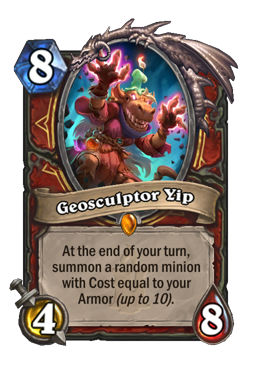 8
Geosculptor Yip
At the end of your turn,
summon a random minion
with Cost equal to your
Armor (up to 10).
4 8